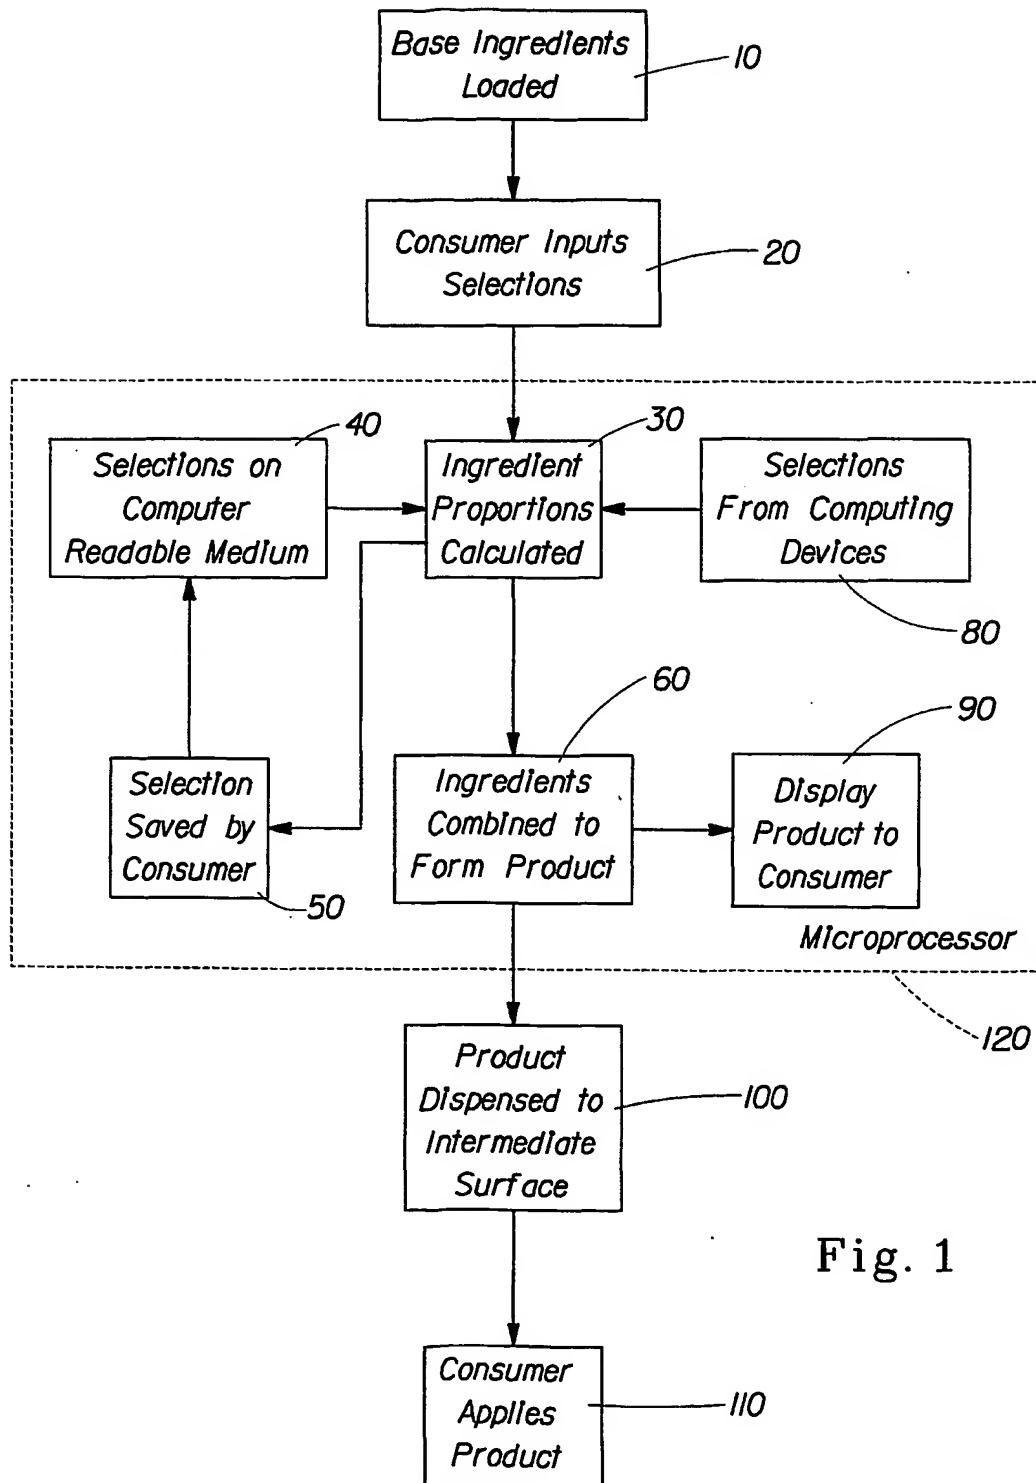 Base Ingredients
Loaded
10
Consumer Inputs
Selections
20
40
Selections on
Computer
Readable Medium
30
Ingredient
Proportions
Calculated
Selections
From Computing
Devices
80
60
90
Selection
Saved by
Consumer
50
Ingredients
Combined to
Form Product
Display
Product to
Consumer
Microprocessor
120
Product
Dispensed to
Intermediate
Surface
100
Fig. 1
Consumer
Applies
Product
110